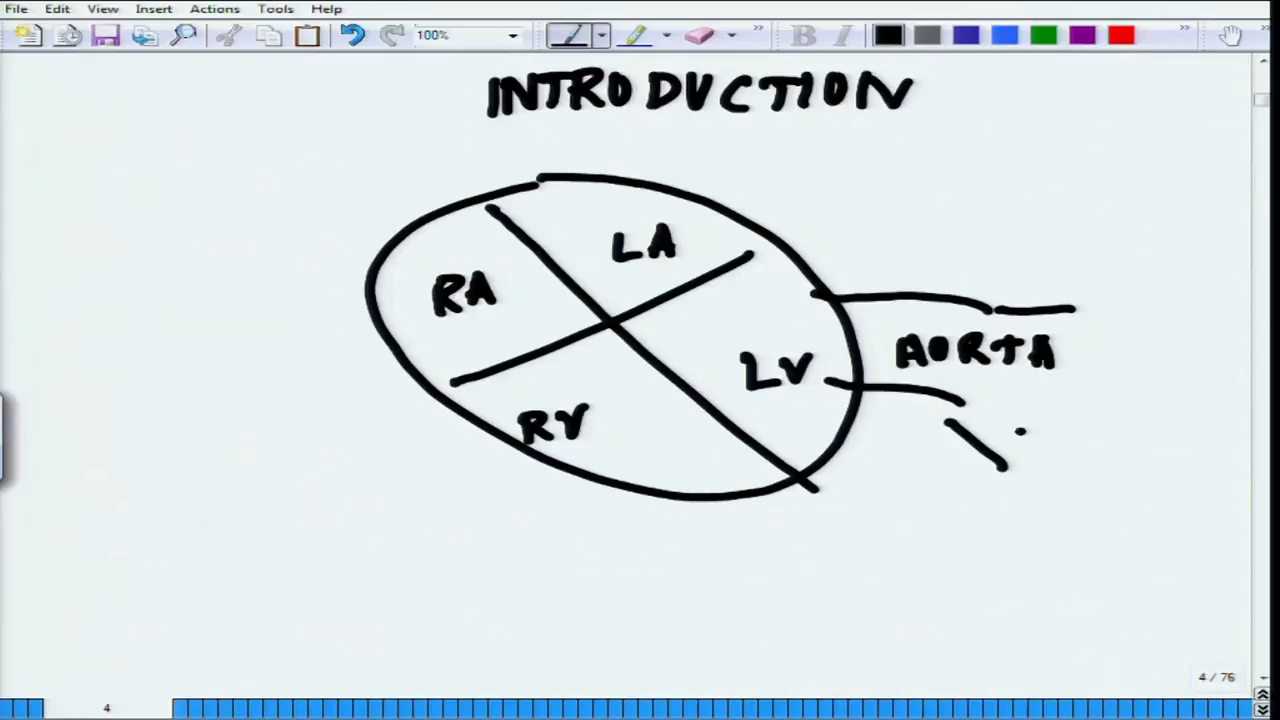 File Edit View Insert Actions Tools Help
100%
INTRODUCTION
LA
RA
AORTA
LV
RV
4 / 76
4